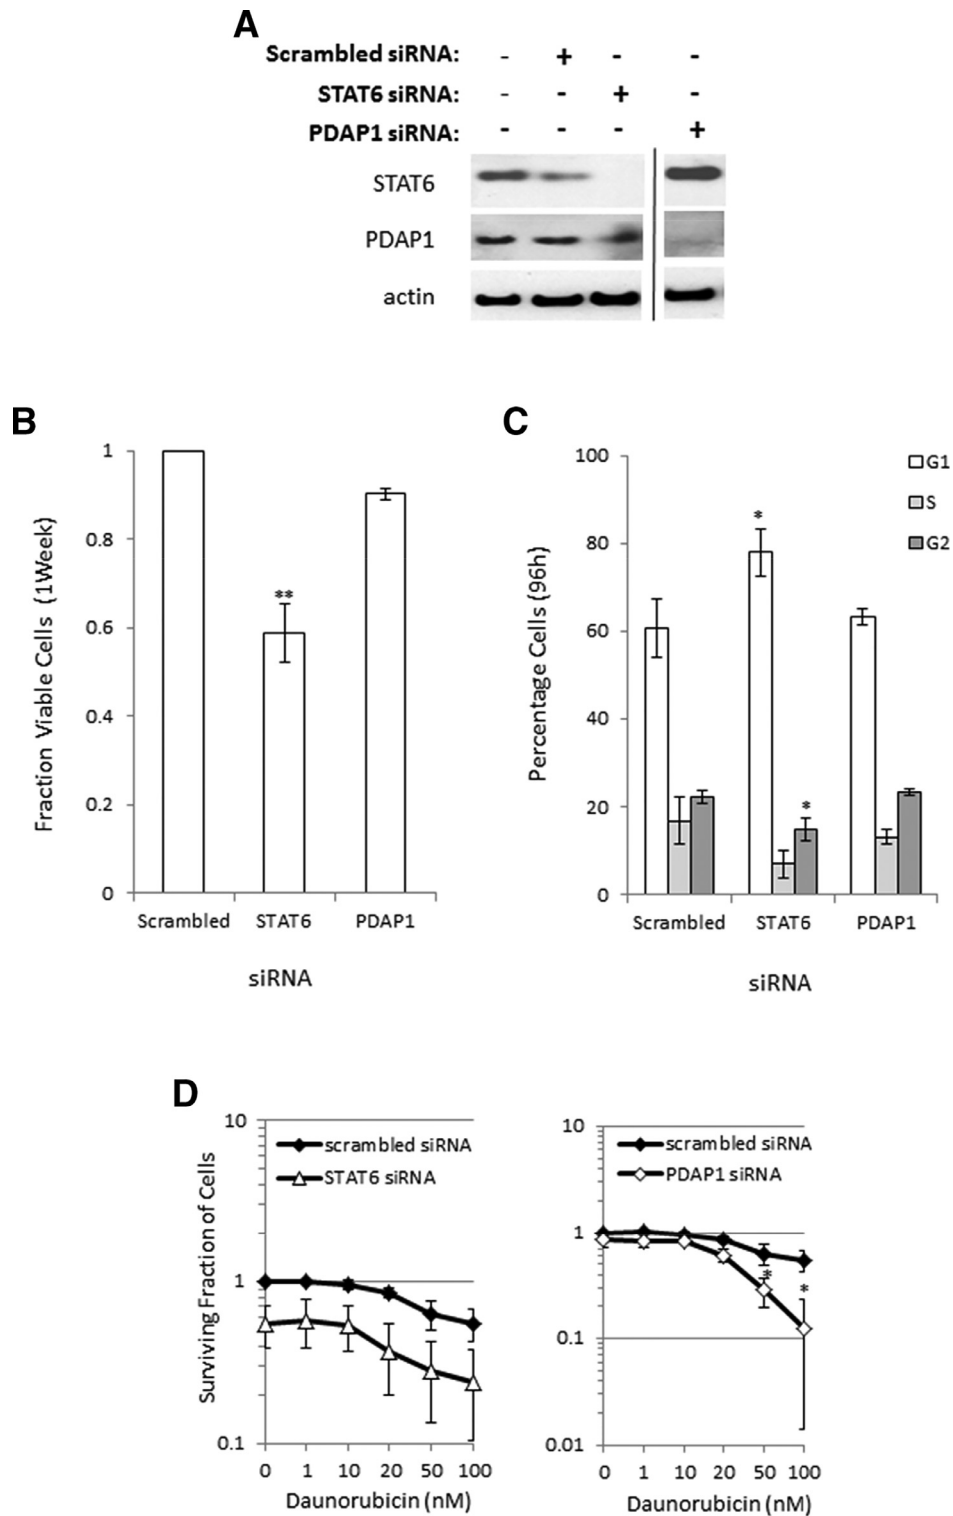 A
Scrambled siRNA: - + - -
STAT6 siRNA: - - + -
PDAP1 siRNA: - - - +
STAT6
PDAP1
actin
B
Fraction Viable Cells (1Week)
1
0.8
0.6
0.4
0.2
0
**
Scrambled STAT6 PDAP1
siRNA
C
Percentage Cells (96h)
100
80
60
40
20
0
*
*
G1
S
G2
Scrambled STAT6 PDAP1
siRNA
D
Surviving Fraction of Cells
10
1
0.1
scrambled siRNA
STAT6 siRNA
0 1 10 20 50 100
Daunorubicin (nM)
10
1
0.1
0.01
scrambled siRNA
PDAP1 siRNA
*
*
0 1 10 20 50 100
Daunorubicin (nM)